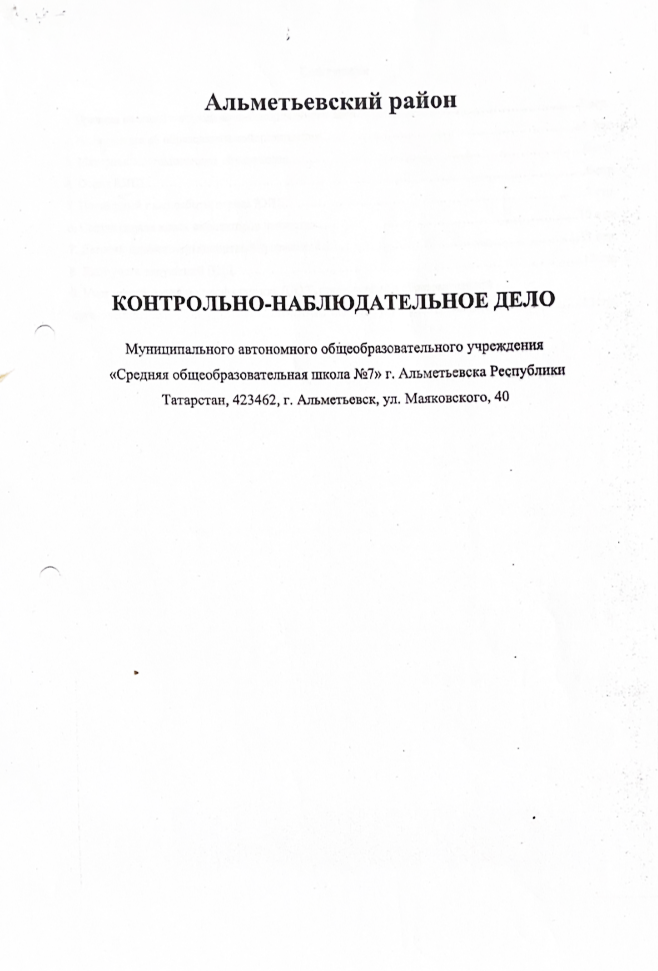 Альметьевский район
КОНТРОЛЬНО-НАБЛЮДАТЕЛЬНОЕ ДЕЛО
Муниципального автономного общеобразовательного учреждения
«Средняя общеобразовательная школа №7» г. Альметьевска Республики
Татарстан, 423462, г. Альметьевск, ул. Маяковского, 40